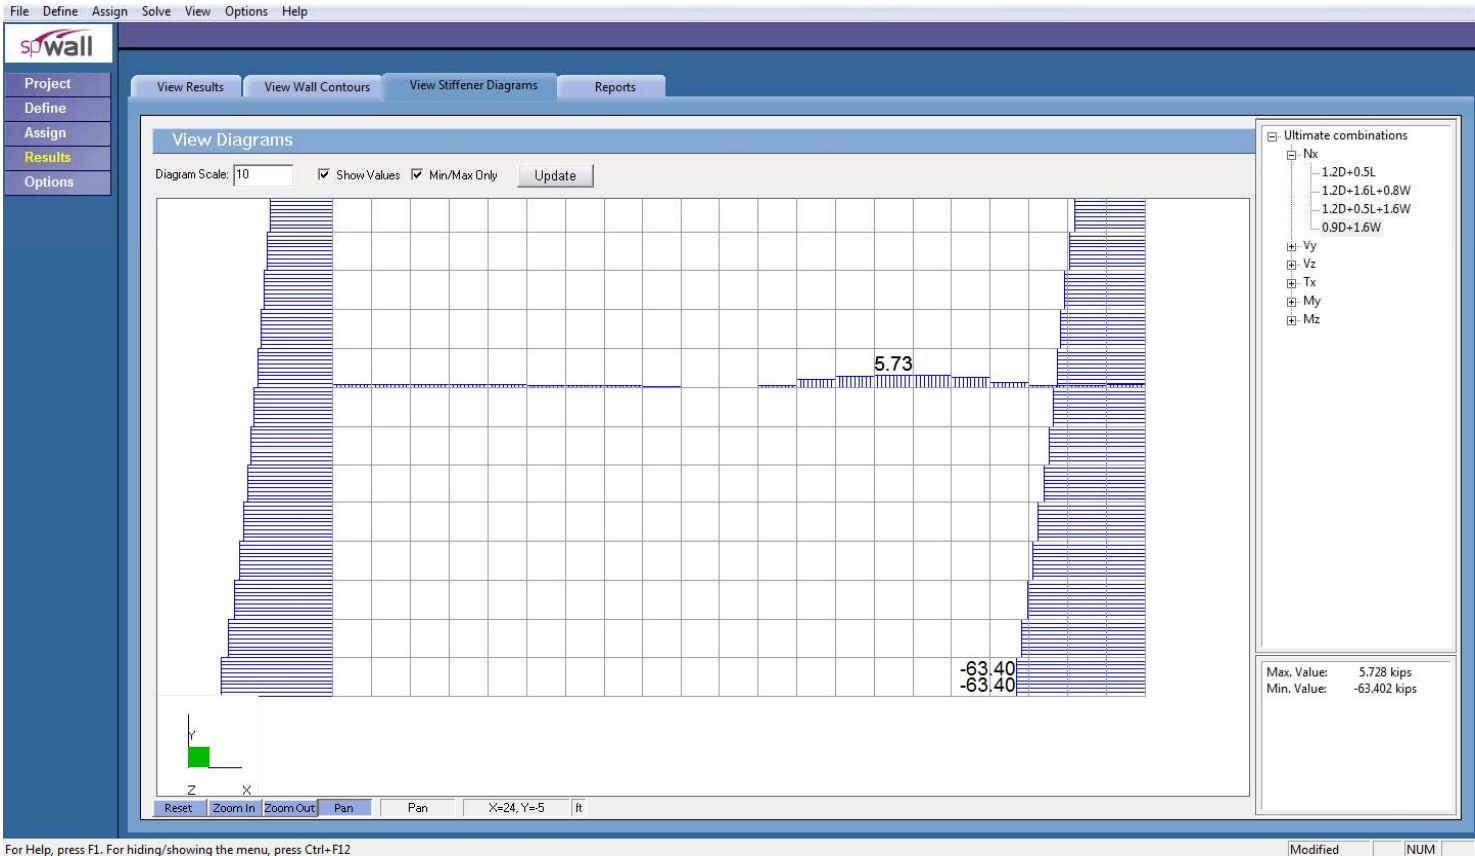 File Define Assign Solve View Options Help
spwall
Project
Define
Assign
Results
Options
View Results View Wall Contours View Stiffener Diagrams Reports
View Diagrams
Diagram Scale: 10 Show Values Min/Max Only Update
Ultimate combinations
Nx
1.2D+0.5L
1.2D+1.6L+0.8W
1.2D+0.5L+1.6W
0.9D+1.6W
Vy
Vz
Tx
My
Mz
5.73
-63.40
-63.40
Max. Value: 5.728 kips
Min. Value: -63.402 kips
Y
Z X
Reset Zoom In Zoom Out Pan Pan X=24, Y=-5 ft
For Help, press F1. For hiding/showing the menu, press Ctrl+F12 Modified NUM